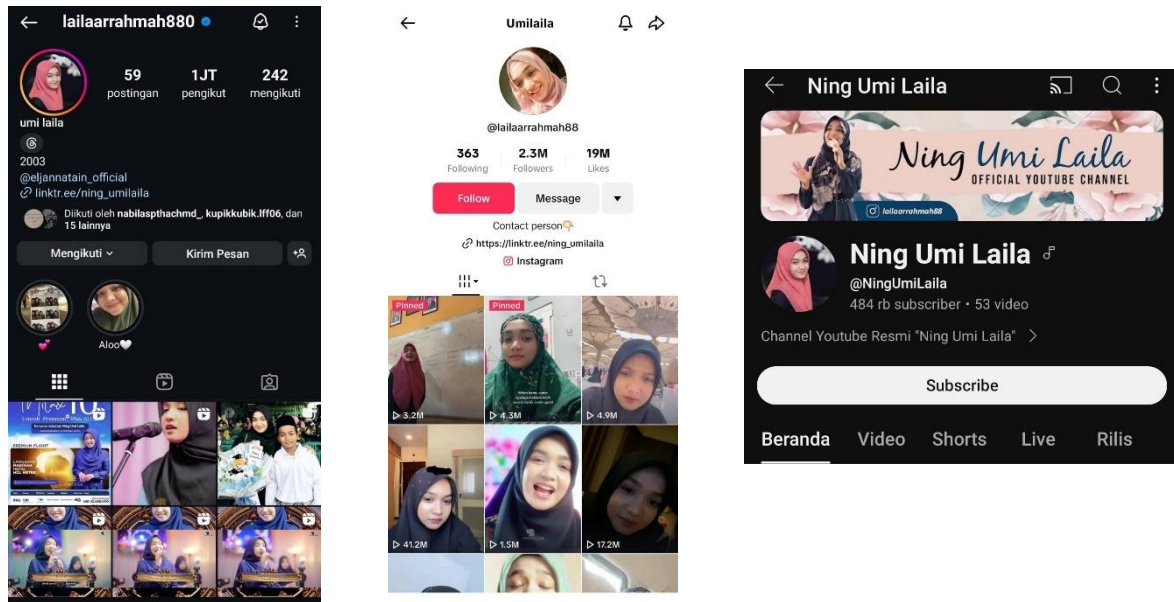 lailaarrahmah880
59 1JT 242
postingan pengikut mengikuti
umi laila
2003
@eljannatain_official
linktr.ee/ning_umilaila
Diikuti oleh nabilaspthachmd_, kupikkubik.lff06, dan
15 lainnya
Mengikuti Kirim Pesan
Aloo🤍
PREMIUM FLIGHT
Umilaila
@lailaarrahmah88
363 2.3M 19M
Following Followers Likes
Follow Message
Contact person👇🏻
https://linktr.ee/ning_umilaila
Instagram
Pinned Pinned
3.2M 4.3M 4.9M
41.2M 1.5M 17.2M
Ning Umi Laila
Ning Umi Laila
OFFICIAL YOUTUBE CHANNEL
lailaarrahmah88
Ning Umi Laila
@NingUmiLaila
484 rb subscriber • 53 video
Channel Youtube Resmi "Ning Umi Laila"
Subscribe
Beranda Video Shorts Live Rilis